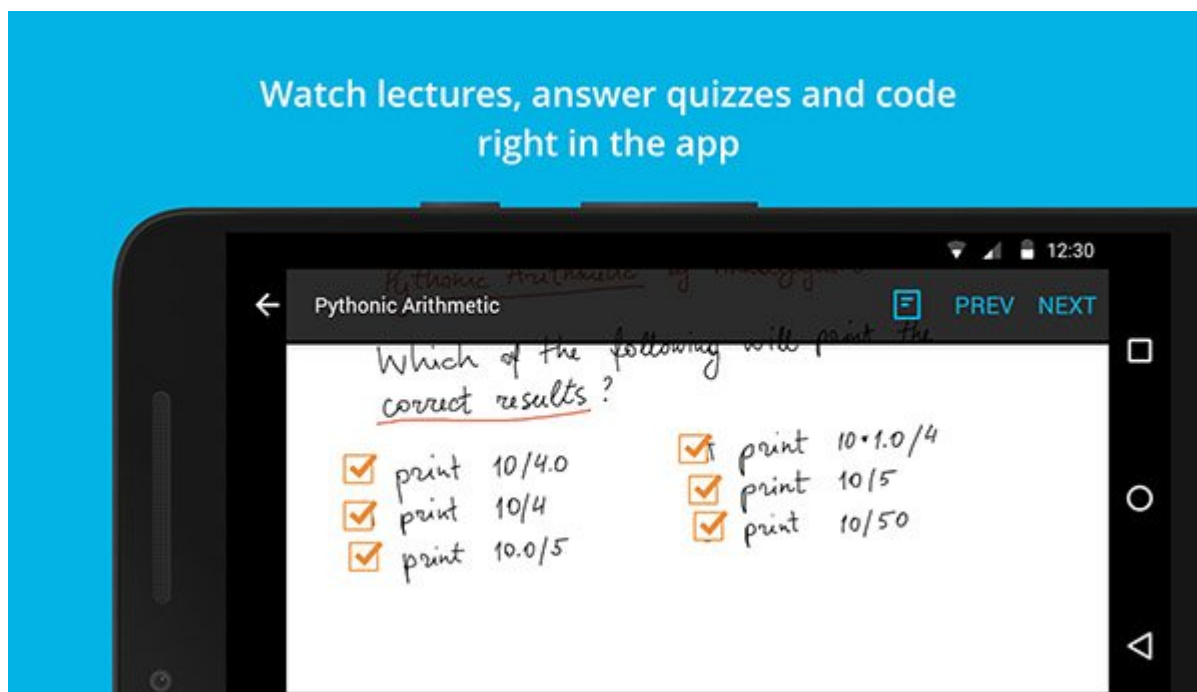 Watch lectures, answer quizzes and code
right in the app
12:30
Pythonic Arithmetic
Pythonic Arithmetic PREV NEXT
Which of the following will print the
correct results?
print 10/4.0
print 10/4
print 10.0/5
print 10•1.0/4
print 10/5
print 10/50